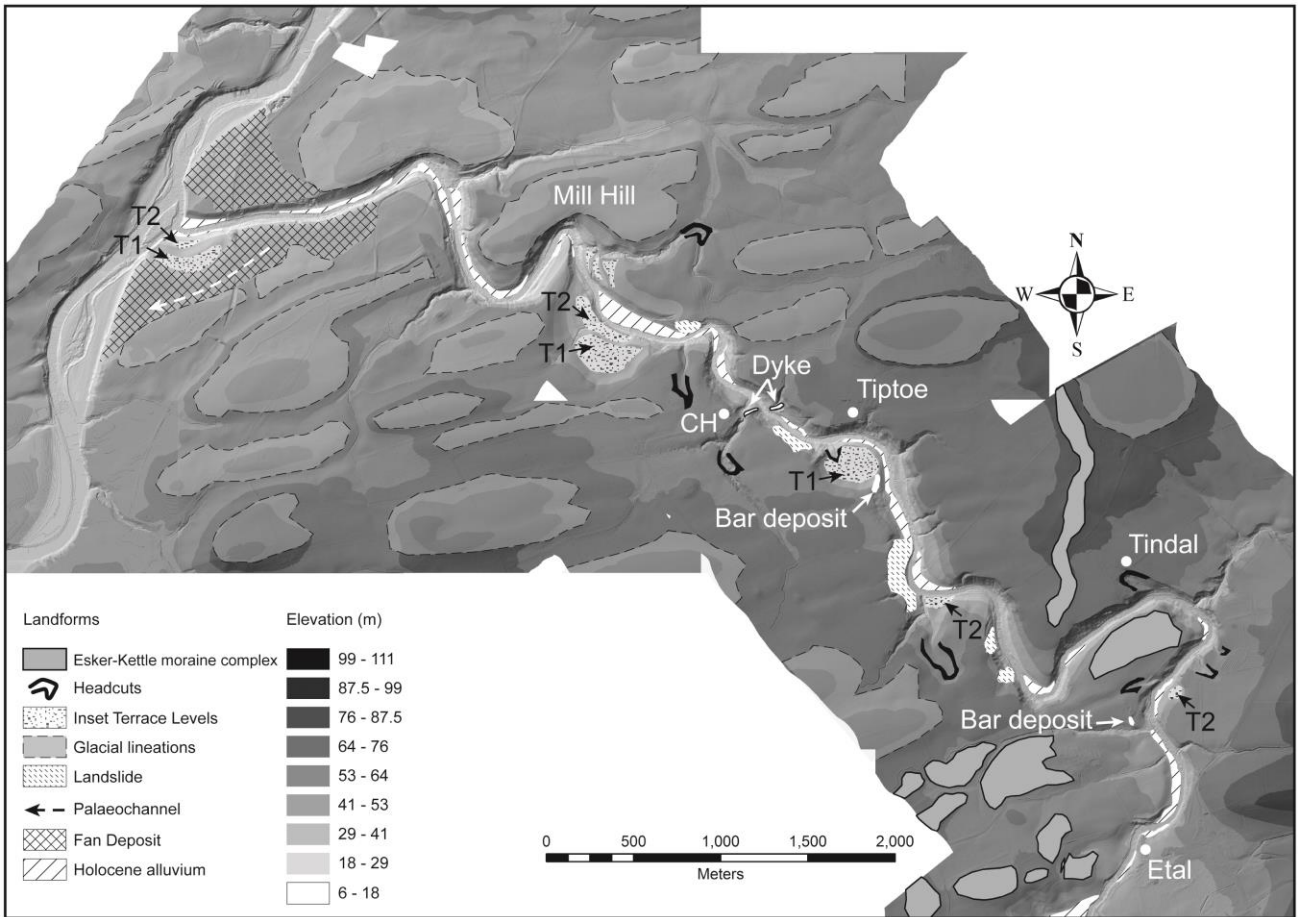 Mill Hill
T2
T1
N
W
E
S
T2
T1
Dyke
Tiptoe
CH
T1
Bar deposit
Tindal
T2
T2
Bar deposit
Etal
Landforms
Esker-Kettle moraine complex
Headcuts
Inset Terrace Levels
Glacial lineations
Landslide
Palaeochannel
Fan Deposit
Holocene alluvium
Elevation (m)
99 - 111
87.5 - 99
76 - 87.5
64 - 76
53 - 64
41 - 53
29 - 41
18 - 29
6 - 18
0 500 1,000 1,500 2,000
Meters